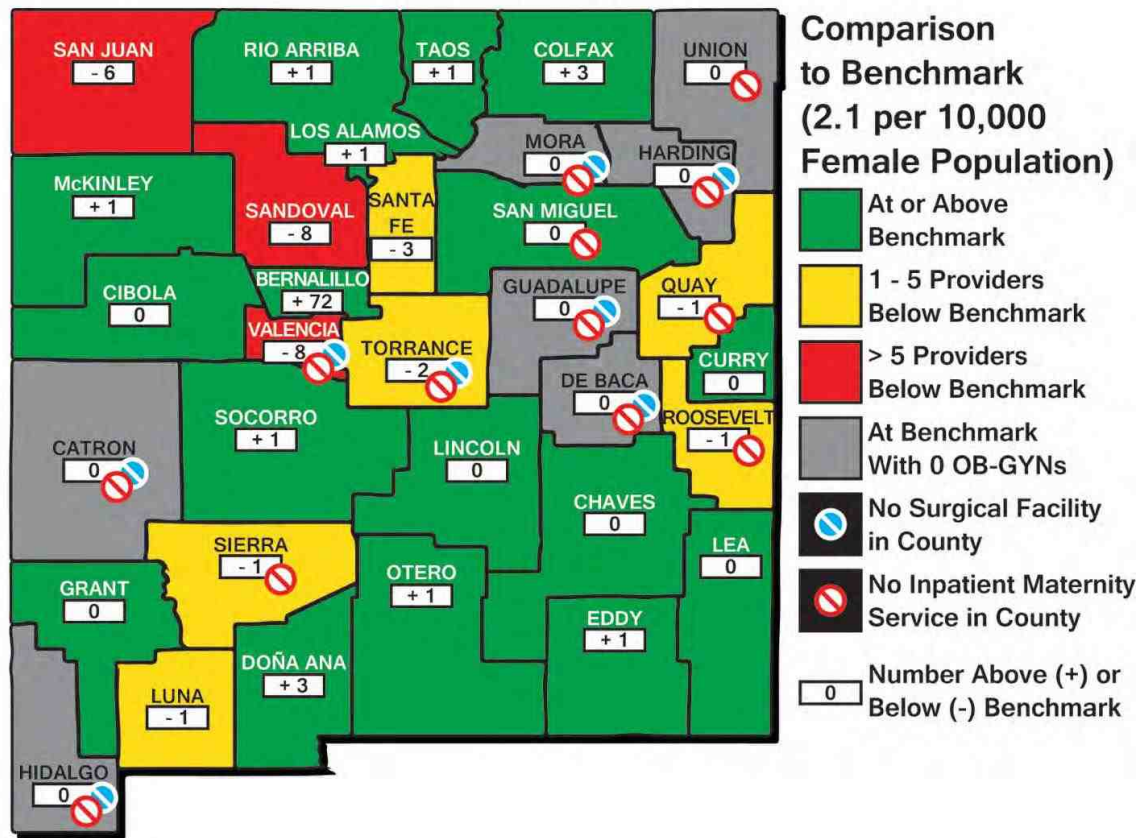 SAN JUAN
- 6
RIO ARRIBA
+ 1
TAOS
+ 1
COLFAX
+ 3
UNION
0
LOS ALAMOS
+ 1
MORA
0
HARDING
0
McKINLEY
+ 1
SANDOVAL
- 8
SANTA
FE
- 3
SAN MIGUEL
0
CIBOLA
0
BERNALILLO
+ 72
GUADALUPE
0
QUAY
- 1
VALENCIA
- 8
TORRANCE
- 2
CURRY
0
DE BACA
0
ROOSEVELT
- 1
SOCORRO
+ 1
LINCOLN
0
CATRON
0
CHAVES
0
SIERRA
- 1
LEA
0
GRANT
0
OTERO
+ 1
EDDY
+ 1
DOÑA ANA
+ 3
LUNA
- 1
HIDALGO
0
Comparison
to Benchmark
(2.1 per 10,000
Female Population)
At or Above
Benchmark
1 - 5 Providers
Below Benchmark
> 5 Providers
Below Benchmark
At Benchmark
With 0 OB-GYNs
No Surgical Facility
in County
No Inpatient Maternity
Service in County
0
Number Above (+) or
Below (-) Benchmark